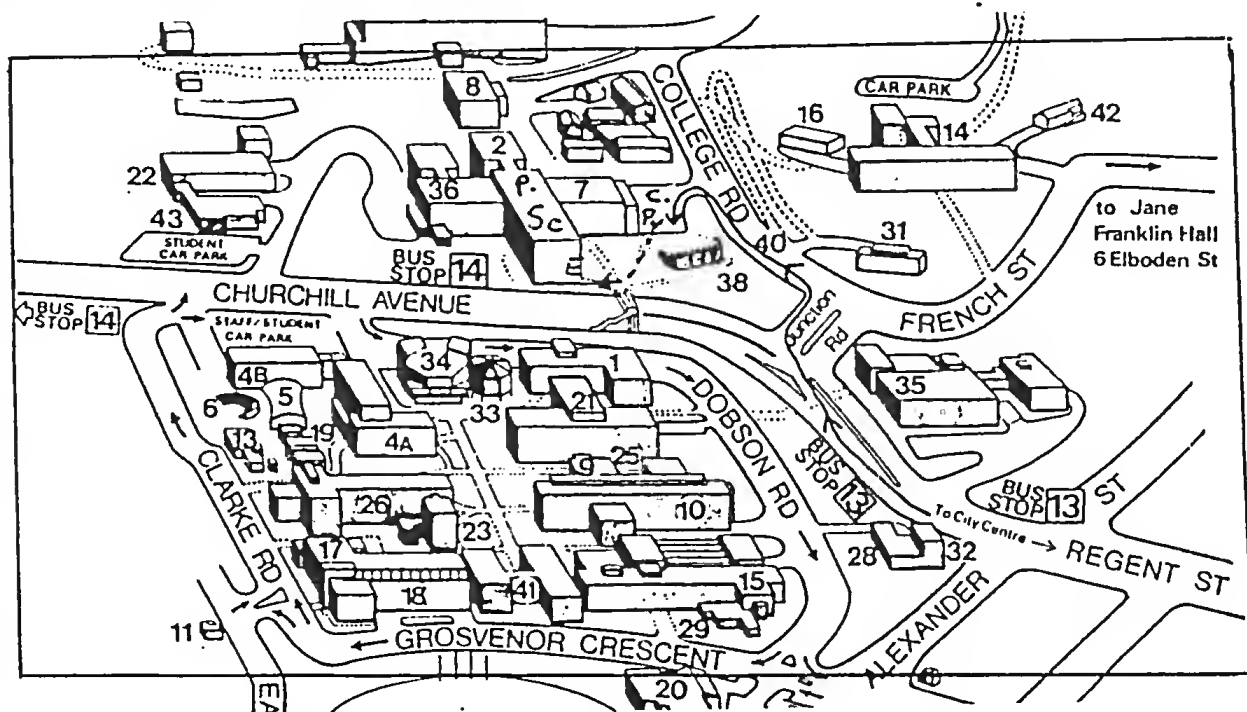 8
COLLEGE RD
CAR PARK
16
14
42
2
P.
Sc
7
C.
P.
22
36
43
STUDENT
CAR PARK
40
31
to Jane
Franklin Hall
6 Elboden St
BUS
STOP 14
38
CHURCHILL AVENUE
BUS
STOP 14
FRENCH ST
Junction
Rd
STAFF/STUDENT
CAR PARK
4B
34
1
5
33
21
35
6
13
19
4A
DOBSON RD
CLARKE RD
9
25
BUS
STOP
13
BUS
STOP 13
ST
26
23
10
To City Centre
REGENT ST
17
28
32
18
41
15
11
29
GROSVENOR CRESCENT
ALEXANDER
20
EA